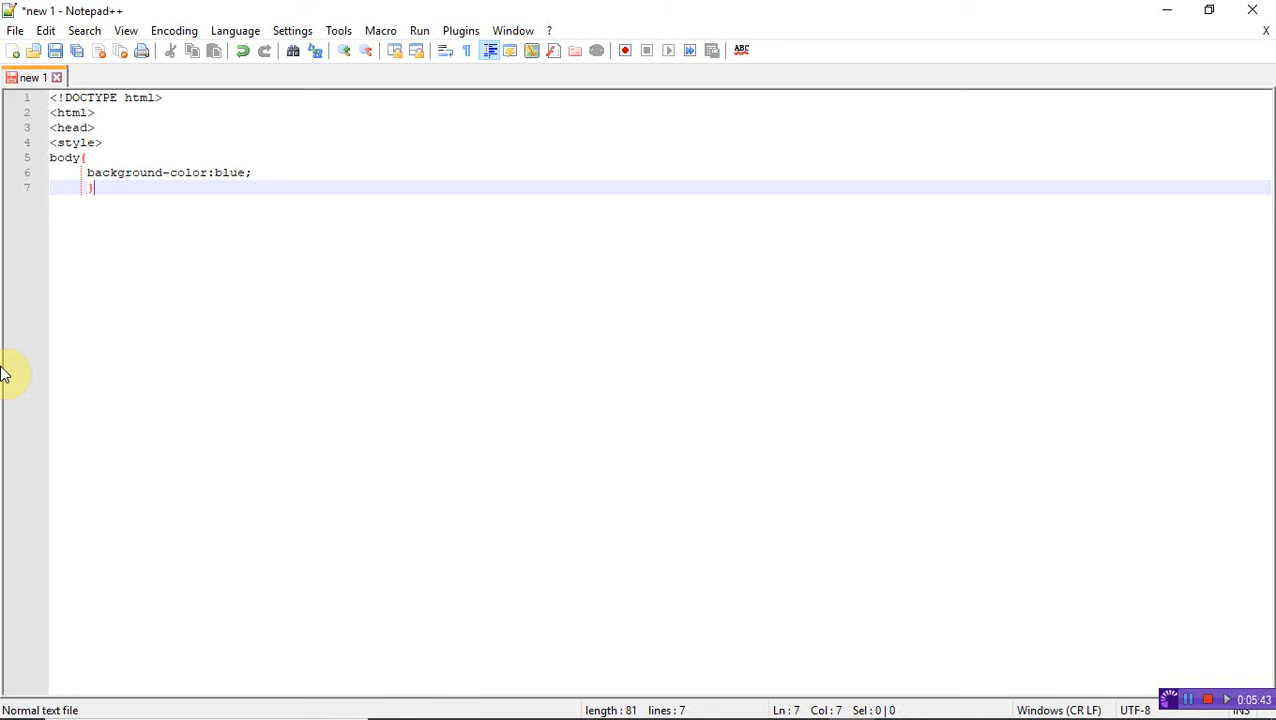 *new 1 - Notepad++
File Edit Search View Encoding Language Settings Tools Macro Run Plugins Window ? X
ABC
new 1
1 <!DOCTYPE html>
2 <html>
3 <head>
4 <style>
5 body{
6 background-color:blue;
7 }
Normal text file length : 81 lines : 7 Ln : 7 Col : 7 Sel : 0 | 0 Windows (CR LF) UTF-8 INS
0:05:43